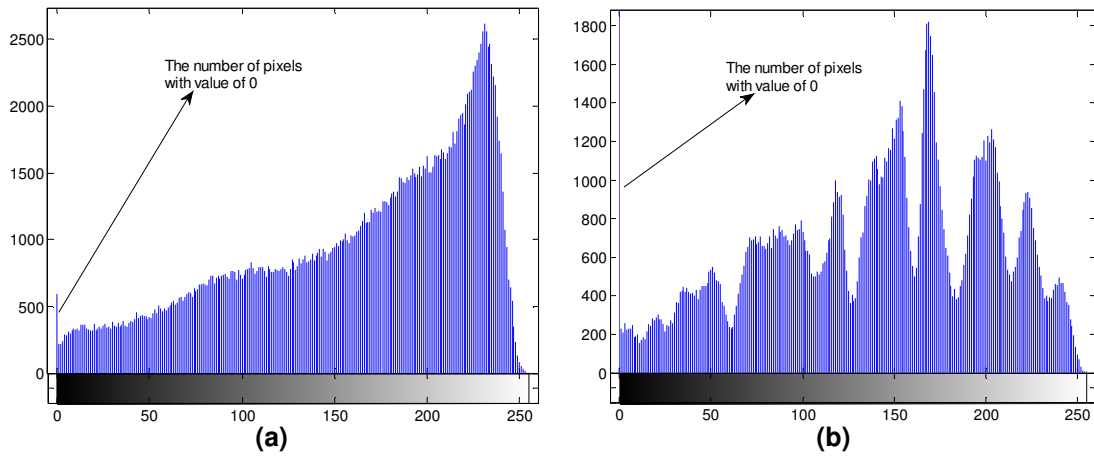 2500
2000
1500
1000
500
0
The number of pixels
with value of 0
0 50 100 150 200 250
(a)
1800
1600
1400
1200
1000
800
600
400
200
0
The number of pixels
with value of 0
0 50 100 150 200 250
(b)